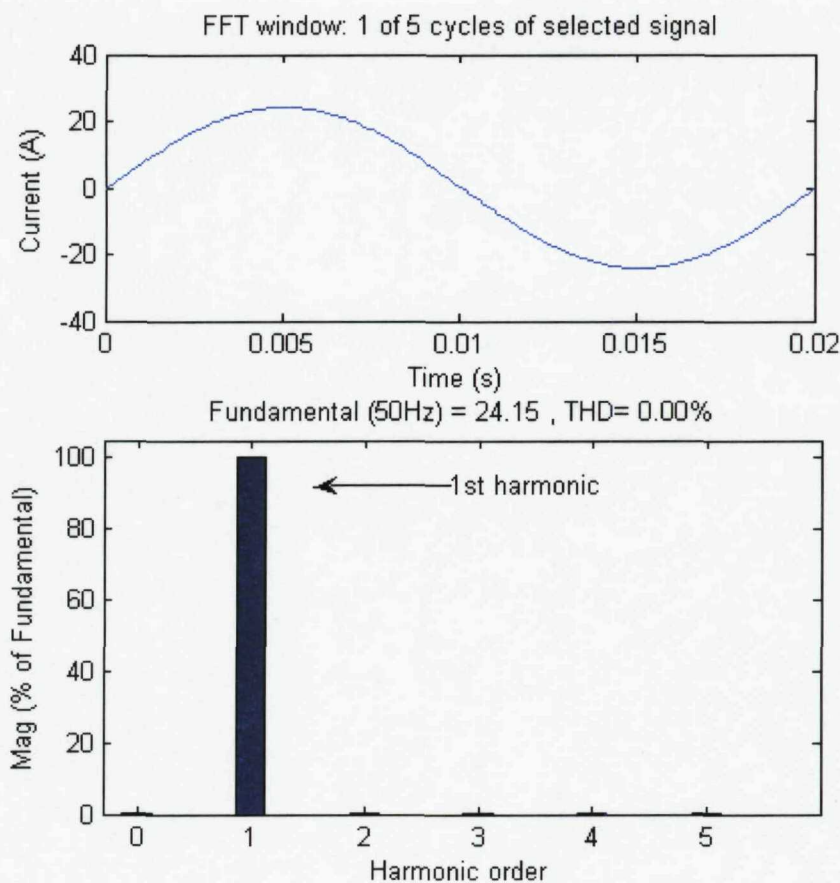 FFT window: 1 of 5 cycles of selected signal
40
20
0
-20
-40
Current (A)
0 0.005 0.01 0.015 0.02
Time (s)
Fundamental (50Hz) = 24.15 , THD= 0.00%
100
80
60
40
20
0
Mag (% of Fundamental)
1st harmonic
0 1 2 3 4 5
Harmonic order